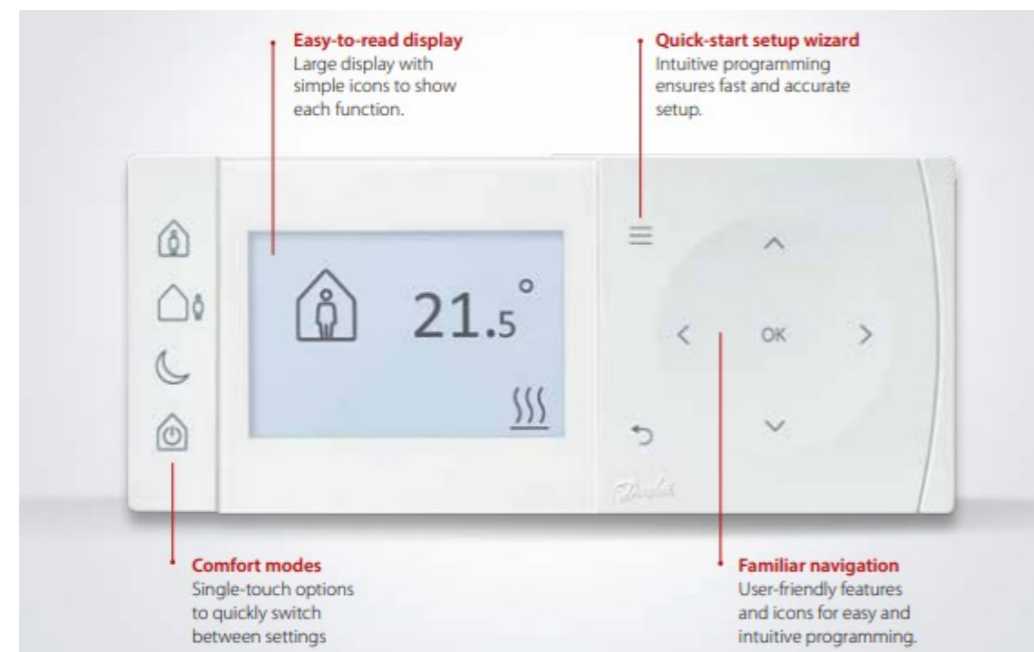 Easy-to-read display
Large display with
simple icons to show
each function.
Quick-start setup wizard
Intuitive programming
ensures fast and accurate
setup.
21.5°
OK
Danfoss
Comfort modes
Single-touch options
to quickly switch
between settings
Familiar navigation
User-friendly features
and icons for easy and
intuitive programming.